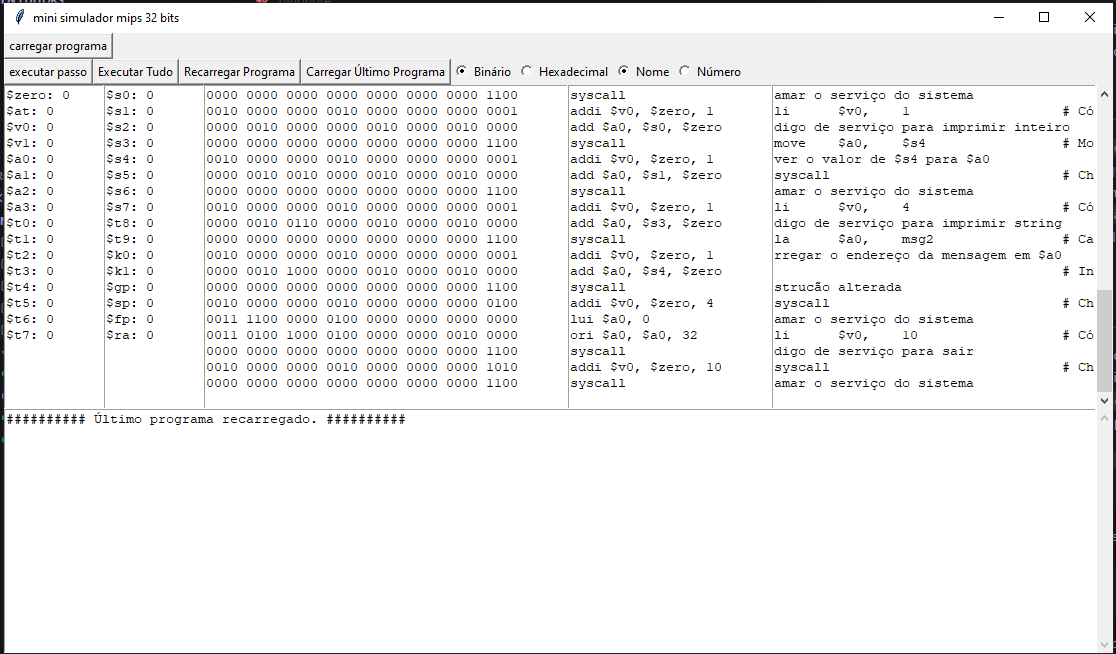 mini simulador mips 32 bits
carregar programa
executar passo Executar Tudo Recarregar Programa Carregar Último Programa Binário Hexadecimal Nome Número
$zero: 0 $s0: 0 0000 0000 0000 0000 0000 0000 0000 1100 syscall amar o serviço do sistema
$at: 0 $s1: 0 0010 0000 0000 0010 0000 0000 0000 0001 addi $v0, $zero, 1 li $v0, 1 # Có
$v0: 0 $s2: 0 0000 0010 0000 0000 0010 0000 0010 0000 add $a0, $s0, $zero digo de serviço para imprimir inteiro
$v1: 0 $s3: 0 0000 0000 0000 0000 0000 0000 0000 1100 syscall move $a0, $s4 # Mo
$a0: 0 $s4: 0 0010 0000 0000 0010 0000 0000 0000 0001 addi $v0, $zero, 1 ver o valor de $s4 para $a0
$a1: 0 $s5: 0 0000 0010 0010 0000 0010 0000 0010 0000 add $a0, $s1, $zero syscall # Ch
$a2: 0 $s6: 0 0000 0000 0000 0000 0000 0000 0000 1100 syscall amar o serviço do sistema
$a3: 0 $s7: 0 0010 0000 0000 0010 0000 0000 0000 0001 addi $v0, $zero, 1 li $v0, 4 # Có
$t0: 0 $t8: 0 0000 0010 0110 0000 0010 0000 0010 0000 add $a0, $s3, $zero digo de serviço para imprimir string
$t1: 0 $t9: 0 0000 0000 0000 0000 0000 0000 0000 1100 syscall la $a0, msg2 # Ca
$t2: 0 $k0: 0 0010 0000 0000 0010 0000 0000 0000 0001 addi $v0, $zero, 1 rregar o endereço da mensagem em $a0
$t3: 0 $k1: 0 0000 0010 1000 0000 0010 0000 0010 0000 add $a0, $s4, $zero # In
$t4: 0 $gp: 0 0000 0000 0000 0000 0000 0000 0000 1100 syscall strucão alterada
$t5: 0 $sp: 0 0010 0000 0000 0010 0000 0000 0000 0100 addi $v0, $zero, 4 syscall # Ch
$t6: 0 $fp: 0 0011 1100 0000 0100 0000 0000 0000 0000 lui $a0, 0 amar o serviço do sistema
$t7: 0 $ra: 0 0011 0100 1000 0100 0000 0000 0010 0000 ori $a0, $a0, 32 li $v0, 10 # Có
0000 0000 0000 0000 0000 0000 0000 1100 syscall digo de serviço para sair
0010 0000 0000 0010 0000 0000 0000 1010 addi $v0, $zero, 10 syscall # Ch
0000 0000 0000 0000 0000 0000 0000 1100 syscall amar o serviço do sistema
########## Último programa recarregado. ##########